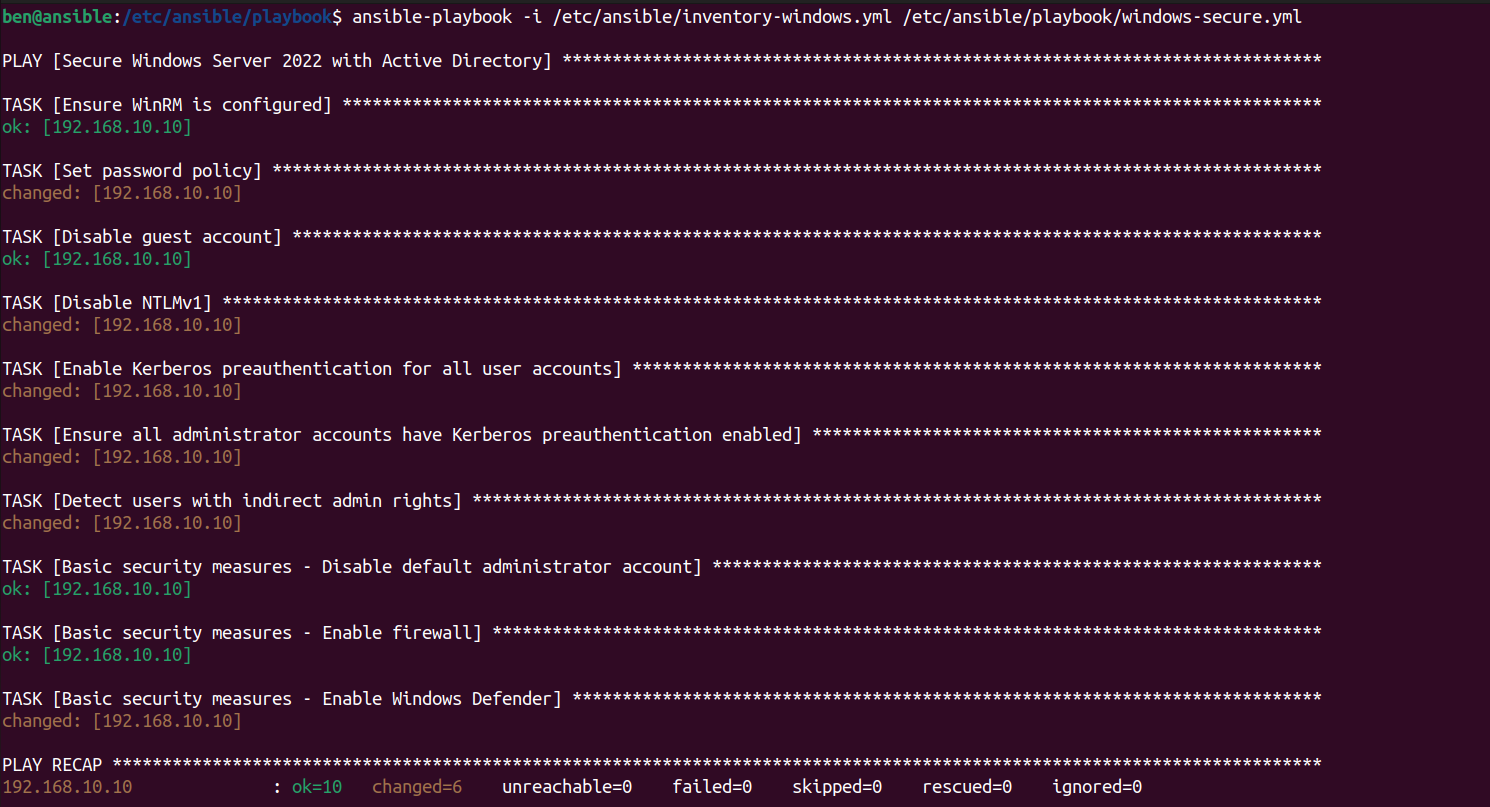 ben@ansible:/etc/ansible/playbook$ ansible-playbook -i /etc/ansible/inventory-windows.yml /etc/ansible/playbook/windows-secure.yml
PLAY [Secure Windows Server 2022 with Active Directory] ****************************************************************************
TASK [Ensure WinRM is configured] **************************************************************************************************
ok: [192.168.10.10]
TASK [Set password policy] *********************************************************************************************************
changed: [192.168.10.10]
TASK [Disable guest account] *******************************************************************************************************
ok: [192.168.10.10]
TASK [Disable NTLMv1] **************************************************************************************************************
changed: [192.168.10.10]
TASK [Enable Kerberos preauthentication for all user accounts] *********************************************************************
changed: [192.168.10.10]
TASK [Ensure all administrator accounts have Kerberos preauthentication enabled] ***************************************************
changed: [192.168.10.10]
TASK [Detect users with indirect admin rights] *************************************************************************************
changed: [192.168.10.10]
TASK [Basic security measures - Disable default administrator account] *************************************************************
ok: [192.168.10.10]
TASK [Basic security measures - Enable firewall] ***********************************************************************************
ok: [192.168.10.10]
TASK [Basic security measures - Enable Windows Defender] ***************************************************************************
changed: [192.168.10.10]
PLAY RECAP *************************************************************************************************************************
192.168.10.10              : ok=10   changed=6    unreachable=0    failed=0    skipped=0    rescued=0    ignored=0